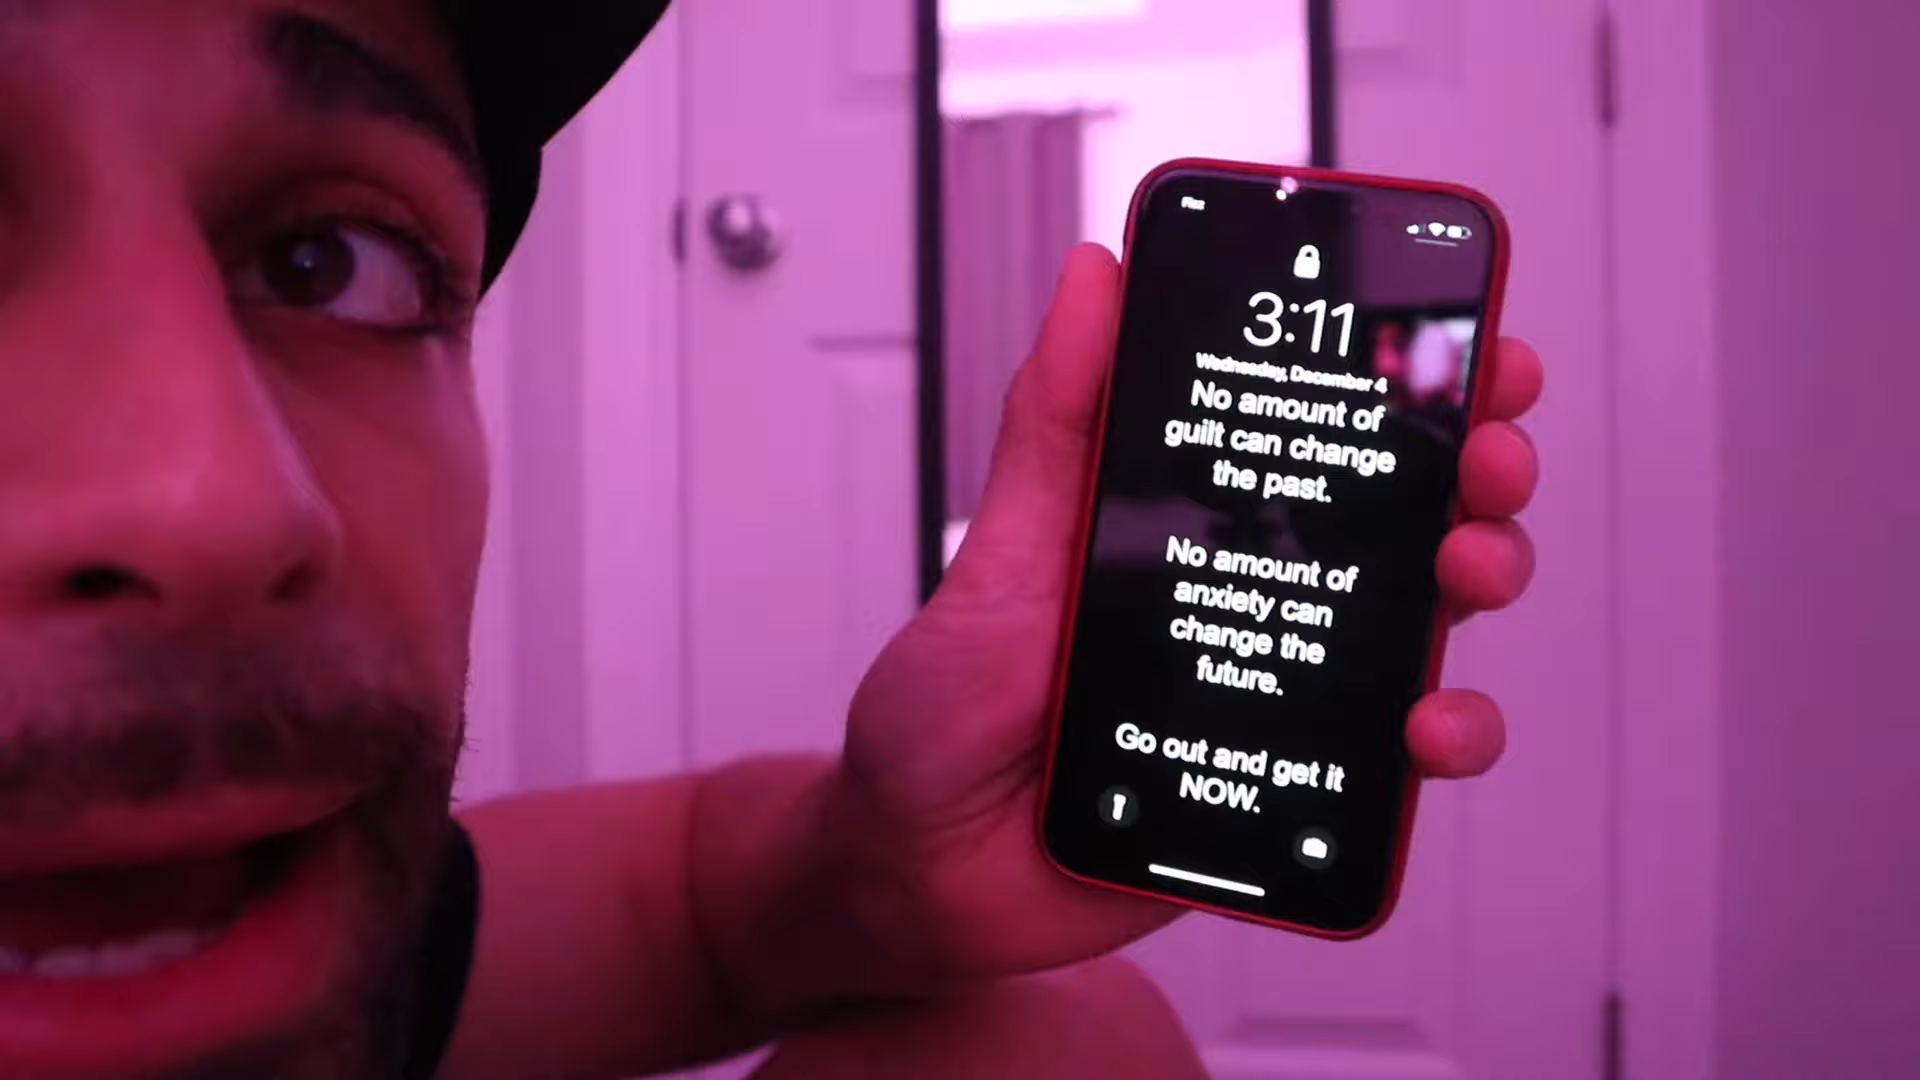 3:11
Wednesday, December 4
No amount of
guilt can change
the past.
No amount of
anxiety can
change the
future.
Go out and get it
NOW.